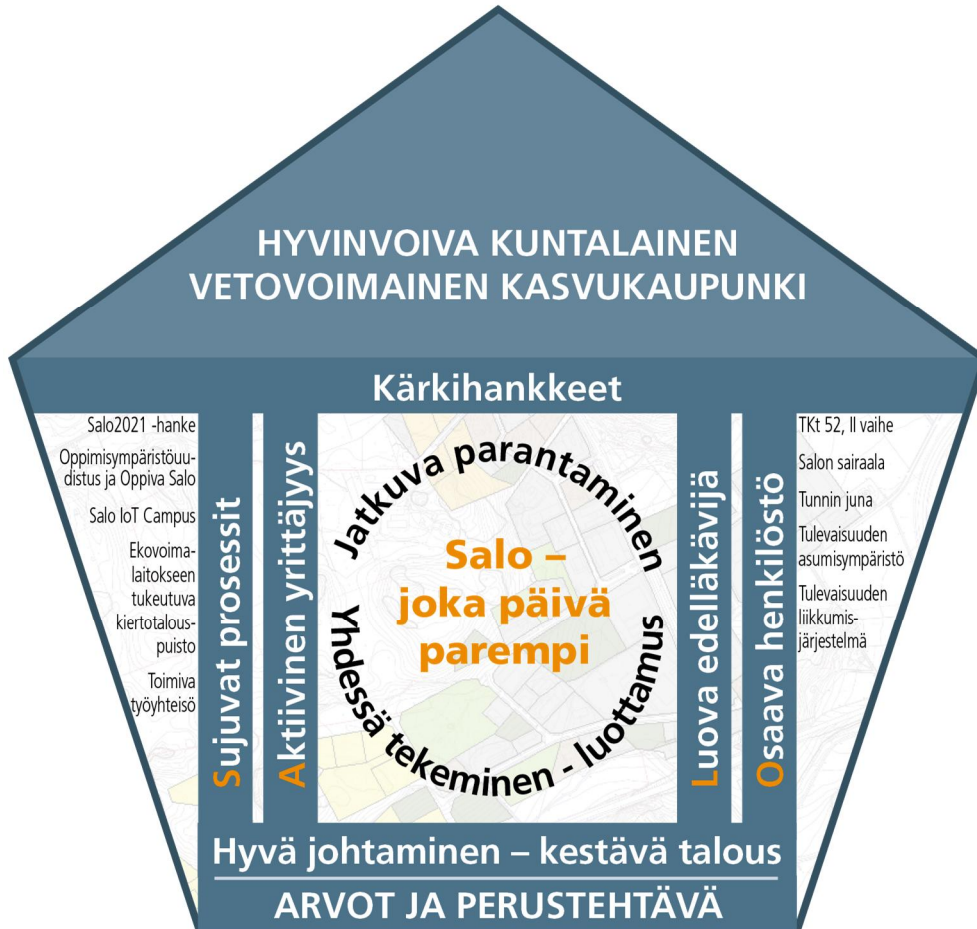 HYVINVOIVA KUNTALAINEN
VETOVOIMAINEN KASVUKAUPUNKI
Kärkihankkeet
Salo2021 -hanke
Oppimisympäristöuu-
distus ja Oppiva Salo
Salo IoT Campus
Ekovoima-
laitokseen
tukeutuva
kiertotalous-
puisto
Toimiva
työyhteisö
Sujuvat prosessit
Aktiivinen yrittäjyys
Jatkuva parantaminen
Salo –
joka päivä
parempi
Yhdessä tekeminen - luottamus
Luova edelläkävijä
Osaava henkilöstö
TKt 52, II vaihe
Salon sairaala
Tunnin juna
Tulevaisuuden
asumisympäristö
Tulevaisuuden
liikkumis-
järjestelmä
Hyvä johtaminen – kestävä talous
ARVOT JA PERUSTEHTÄVÄ